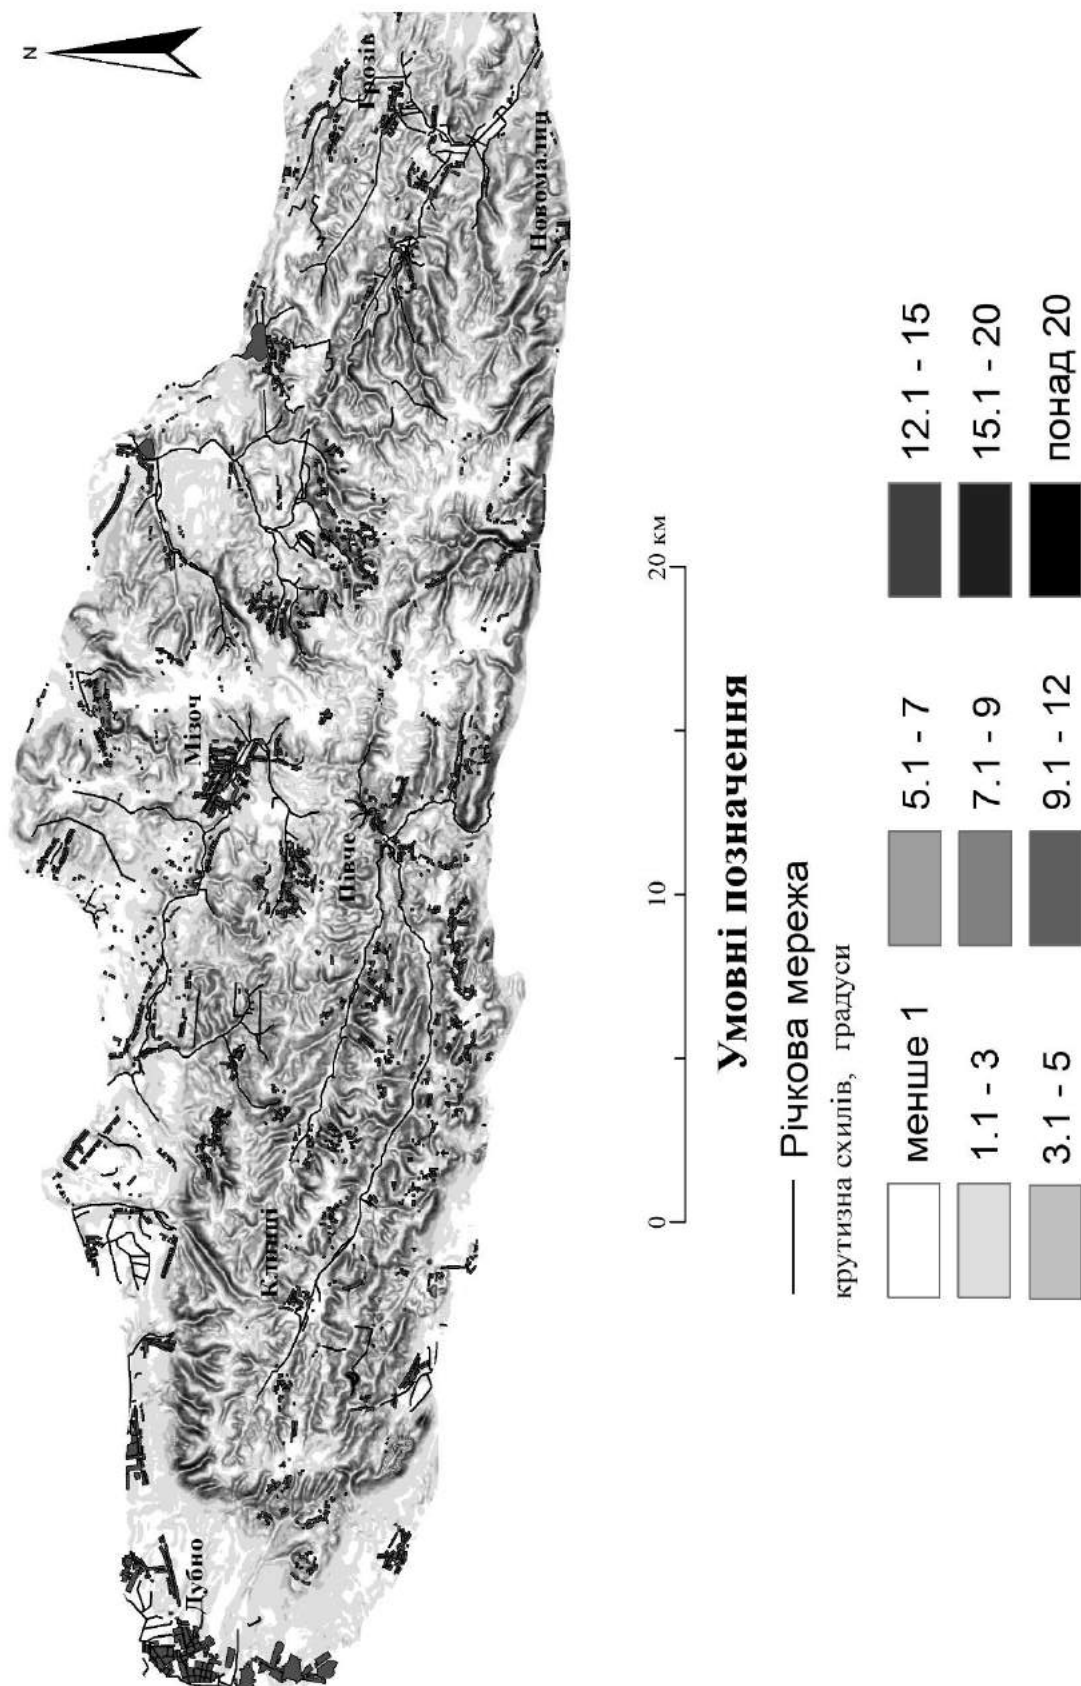 N
Дубно
Клинці
Півче
Мізоч
Новомалин
Грозів
0
10
20 км
Умовні позначення
Річкова мережа
крутизна схилів, градуси
менше 1
1.1 - 3
3.1 - 5
5.1 - 7
7.1 - 9
9.1 - 12
12.1 - 15
15.1 - 20
понад 20